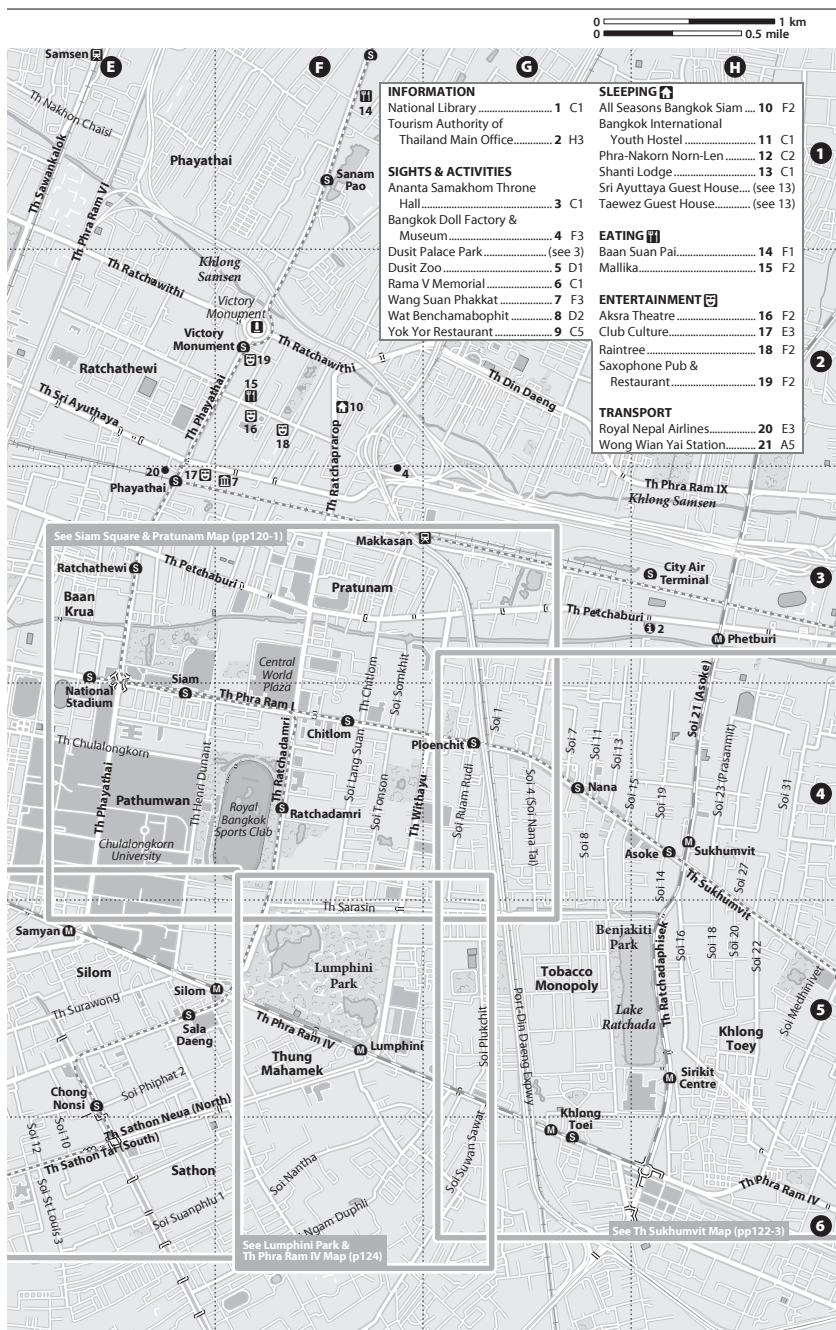 0 1 km
0 0.5 mile
E
F
G
H
INFORMATION
National Library 1 C1
Tourism Authority of
Thailand Main Office 2 H3
SIGHTS & ACTIVITIES
Ananta Samakhom Throne
Hall 3 C1
Bangkok Doll Factory &
Museum 4 F3
Dusit Palace Park (see 3)
Dusit Zoo 5 D1
Rama V Memorial 6 C1
Wang Suan Phakkat 7 F3
Wat Benchamabophit 8 D2
Yok Yor Restaurant 9 C5
SLEEPING
All Seasons Bangkok Siam 10 F2
Bangkok International
Youth Hostel 11 C1
Phra-Nakorn Norn-Len 12 C2
Shanti Lodge 13 C1
Sri Ayuttaya Guest House (see 13)
Taewez Guest House (see 13)
EATING
Baan Suan Pai 14 F1
Mallika 15 F2
ENTERTAINMENT
Aksra Theatre 16 F2
Club Culture 17 E3
Raintree 18 F2
Saxophone Pub &
Restaurant 19 F2
TRANSPORT
Royal Nepal Airlines 20 E3
Wong Wian Yai Station 21 A5
Samsen
S
14
Th Nakhon Chaisi
Phayathai
1
Th Sawankalok
Th Phra Ram VI
S
Sanam
Pao
Khlong
Samsen
Th Ratchawithi
Victory
Monument
Victory
Monument
S
Th Ratchawithi
19
Ratchathewi
15
16
18
10
Th Phayathai
Th Sri Ayuthaya
Th Ratchaprarop
Th Din Daeng
2
20
17
7
4
Phayathai
S
Th Phra Ram IX
Khlong Samsen
See Siam Square & Pratunam Map (pp120-1)
Makkasan
Ratchathewi
S
Th Petchaburi
Pratunam
Baan
Krua
S
City Air
Terminal
3
Th Petchaburi
2
M
Phetburi
Central
World
Plaza
Siam
S
S
National
Stadium
Th Phra Ram I
Th Chitlom
Soi Somkhit
S
Chitlom
Ploenchit
S
Soi 1
Soi 21 (Asoke)
Th Chulalongkorn
Th Phayathai
Pathumwan
Th Henri Dunant
Royal
Bangkok
Sports Club
Th Ratchadamri
S
Ratchadamri
Soi Lang Suan
Soi Tonson
Th Withayu
Soi Ruam Rudi
Soi 4 (Soi Nana Tai)
Soi 7
Soi 11
Soi 13
Soi 15
Soi 19
Soi 23 (Prasanmit)
Soi 31
4
S
Nana
Soi 8
Chulalongkorn
University
Asoke
S
M
Sukhumvit
Soi 14
Soi 27
Th Sukhumvit
Th Sarasin
Samyan
M
Benjakiti
Park
Th Ratchadaphisek
Soi 16
Soi 18
Soi 20
Soi 22
Silom
Lumphini
Park
Tobacco
Monopoly
Lake
Ratchada
Soi Medhinivet
Silom
M
Th Surawong
S
Sala
Daeng
Th Phra Ram IV
M
Lumphini
Soi Plukchit
Port-Din Daeng Expwy
5
Khlong
Toey
Thung
Mahamek
Soi Phiphat 2
M
Sirikit
Centre
Chong
Nonsi
S
Th Sathon Neua (North)
Th Sathon Tai (South)
Soi 10
Soi 12
Khlong
Toei
M
S
Sathon
Soi Nantha
Soi Suwan Sawat
Soi St Louis 3
Soi Suanphlu 1
Th Phra Ram IV
Soi Ngam Duphli
6
See Th Sukhumvit Map (pp122-3)
See Lumphini Park &
Th Phra Ram IV Map (p124)